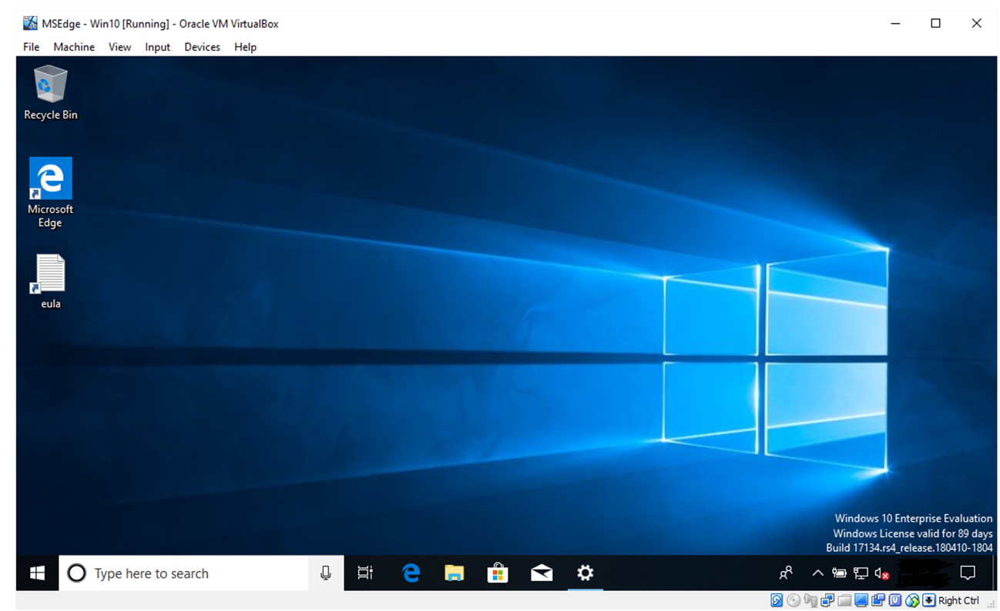 MSEdge - Win10 [Running] - Oracle VM VirtualBox
File Machine View Input Devices Help
Recycle Bin
Microsoft
Edge
eula
Windows 10 Enterprise Evaluation
Windows License valid for 89 days
Build 17134.rs4_release.180410-1804
Type here to search
Right Ctrl